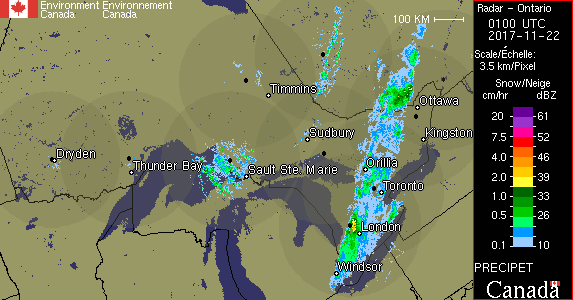 Environment Environnement
Canada Canada
100 KM
Timmins
Ottawa
Sudbury
Kingston
Dryden
Thunder Bay
Sault Ste. Marie
Orillia
Toronto
London
Windsor
Radar - Ontario
0100 UTC
2017-11-22
Scale/Échelle:
3.5 km/Pixel
Snow/Neige
cm/hr dBZ
20 61
7.5 52
4.0 46
2.0 39
1.0 33
0.5 26
0.1 10
PRECIPET
Canada